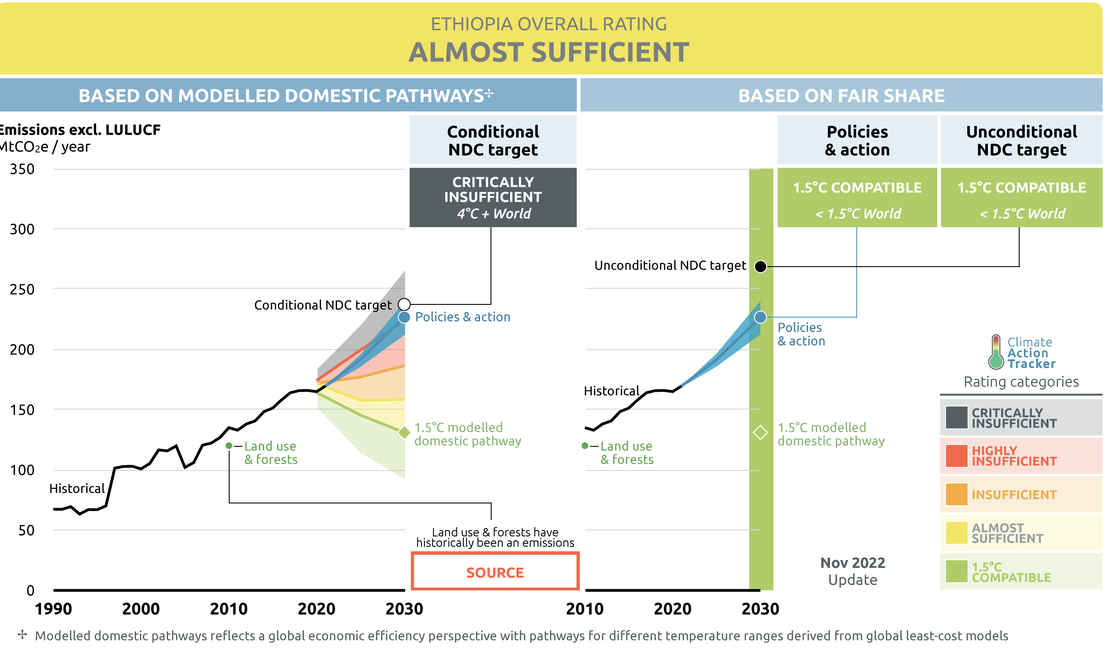 ETHIOPIA OVERALL RATING
ALMOST SUFFICIENT
BASED ON MODELLED DOMESTIC PATHWAYS✢
BASED ON FAIR SHARE
Emissions excl. LULUCF
MtCO₂e / year
Conditional
NDC target
Policies
& action
Unconditional
NDC target
CRITICALLY
INSUFFICIENT
4°C + World
1.5°C COMPATIBLE
< 1.5°C World
1.5°C COMPATIBLE
< 1.5°C World
350
300
250
200
150
100
50
0
Conditional NDC target
Policies & action
1.5°C modelled
domestic pathway
Land use
& forests
Historical
Land use & forests have
historically been an emissions
SOURCE
1990
2000
2010
2020
2030
Unconditional NDC target
Policies
& action
Historical
1.5°C modelled
domestic pathway
Land use
& forests
2010
2020
2030
Nov 2022
Update
Climate
Action
Tracker
Rating categories
CRITICALLY
INSUFFICIENT
HIGHLY
INSUFFICIENT
INSUFFICIENT
ALMOST
SUFFICIENT
1.5°C
COMPATIBLE
✢ Modelled domestic pathways reflects a global economic efficiency perspective with pathways for different temperature ranges derived from global least-cost models